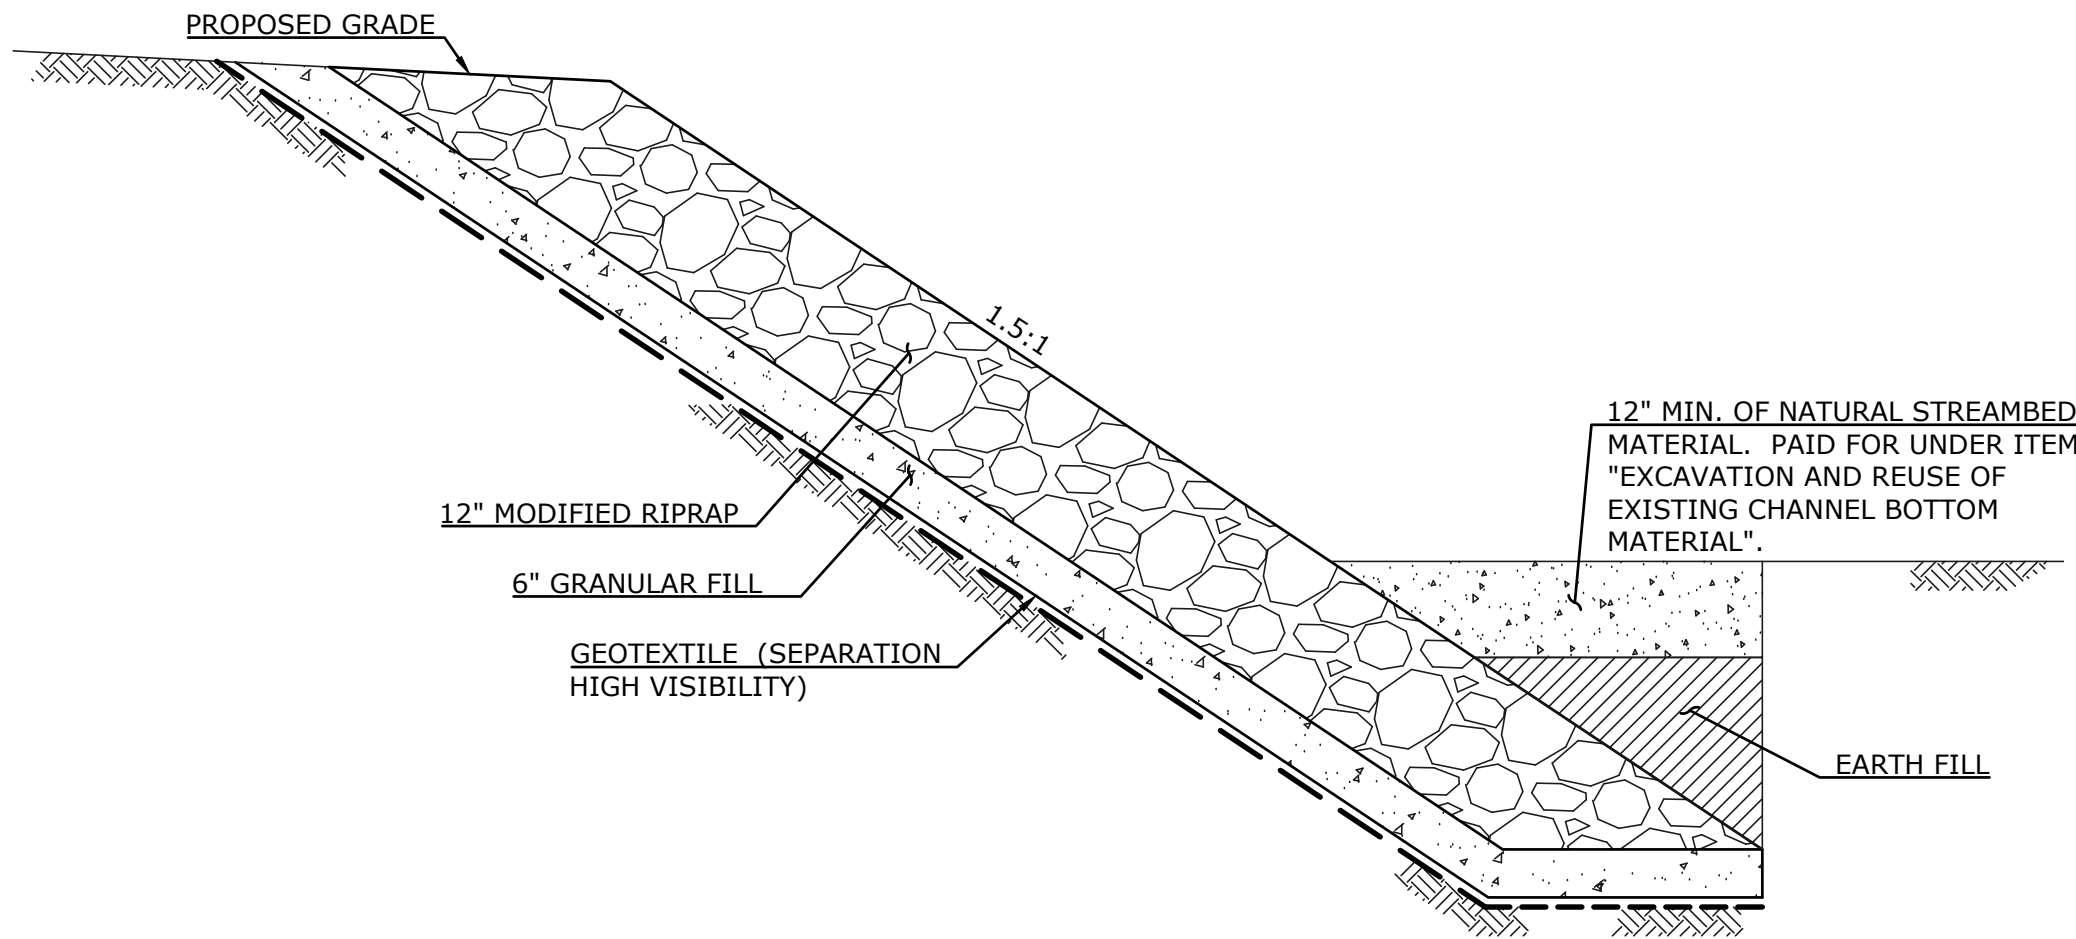 PROPOSED GRADE
1.5:1
12" MIN. OF NATURAL STREAMBED
MATERIAL. PAID FOR UNDER ITEM
"EXCAVATION AND REUSE OF
EXISTING CHANNEL BOTTOM
MATERIAL".
12" MODIFIED RIPRAP
6" GRANULAR FILL
GEOTEXTILE (SEPARATION
HIGH VISIBILITY)
EARTH FILL